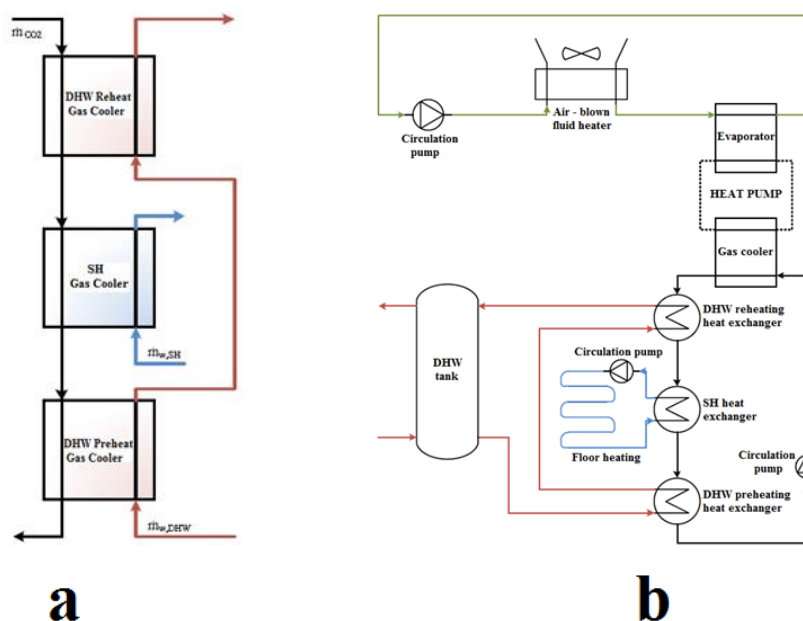 ṁCO2
DHW Reheat
Gas Cooler
SH
Gas Cooler
ṁw,SH
DHW Preheat
Gas Cooler
ṁw,DHW
a
Circulation
pump
Air - blown
fluid heater
Evaporator
HEAT PUMP
Gas cooler
DHW reheating
heat exchanger
Circulation pump
DHW
tank
SH heat
exchanger
Floor heating
Circulation
pump
DHW preheating
heat exchanger
b